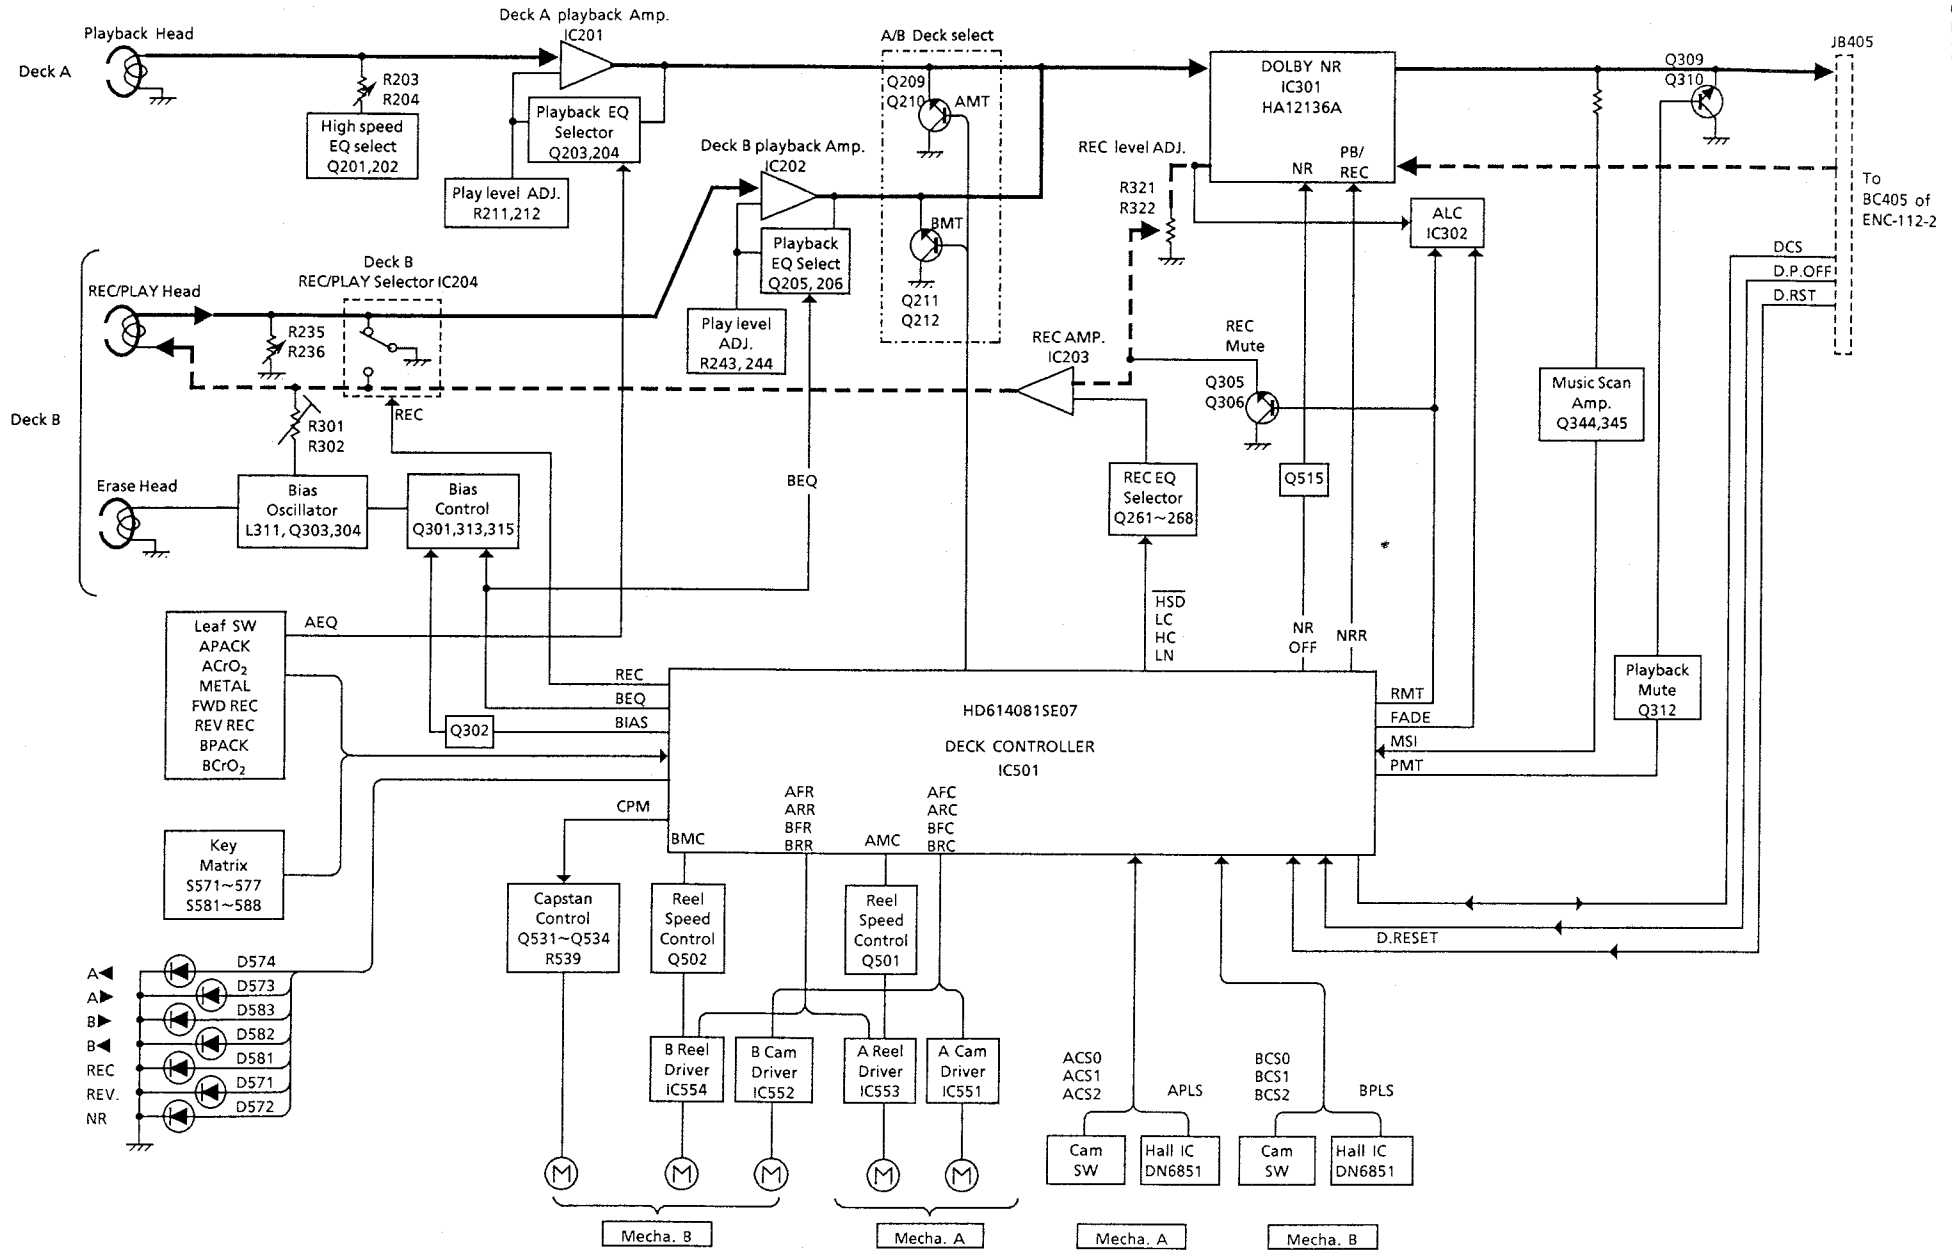 Playback Head
Deck A
R203
R204
High speed
EQ select
Q201,202
Deck A playback Amp.
IC201
Playback EQ
Selector
Q203,204
Play level ADJ.
R211,212
A/B Deck select
Q209
Q210
AMT
Deck B playback Amp.
IC202
BMT
Playback
EQ Select
Q205, 206
Q211
Q212
Play level
ADJ.
R243, 244
DOLBY NR
IC301
HA12136A
NR
PB/
REC
REC level ADJ.
R321
R322
ALC
IC302
Q309
Q310
JB405
To
BC405 of
ENC-112-2
DCS
D.P.OFF
D.RST
Deck B
REC/PLAY Selector IC204
REC/PLAY Head
R235
R236
REC
Deck B
R301
R302
REC AMP.
IC203
REC
Mute
Q305
Q306
Music Scan
Amp.
Q344,345
Erase Head
Bias
Oscillator
L311, Q303,304
Bias
Control
Q301,313,315
BEQ
REC EQ
Selector
Q261~268
Q515
HSD
LC
HC
LN
NR
OFF
NRR
Playback
Mute
Q312
Leaf SW
APACK
ACrO2
METAL
FWD REC
REV REC
BPACK
BCrO2
AEQ
REC
BEQ
BIAS
Q302
HD614081SE07
DECK CONTROLLER
IC501
RMT
FADE
MSI
PMT
CPM
BMC
AFR
ARR
BFR
BRR
AMC
AFC
ARC
BFC
BRC
Key
Matrix
S571~577
S581~588
Capstan
Control
Q531~Q534
R539
Reel
Speed
Control
Q502
Reel
Speed
Control
Q501
D.RESET
A◀ D574
A▶ D573
B▶ D583
B◀ D582
REC D581
REV. D571
NR D572
B Reel
Driver
IC554
B Cam
Driver
IC552
A Reel
Driver
IC553
A Cam
Driver
IC551
ACS0
ACS1
ACS2
APLS
BCS0
BCS1
BCS2
BPLS
Cam
SW
Hall IC
DN6851
Cam
SW
Hall IC
DN6851
M
M
M
M
M
Mecha. B
Mecha. A
Mecha. A
Mecha. B